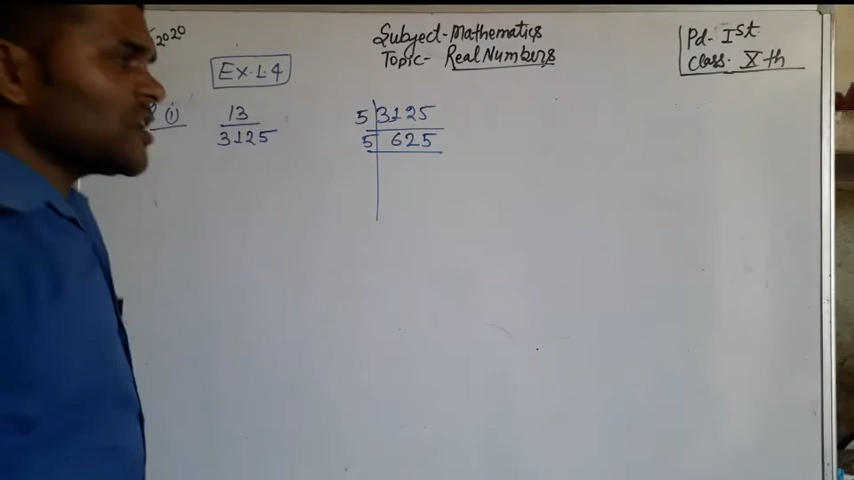 2020
Subject-Mathematics
Topic- Real Numbers
Pd- Ist
Class- Xth
Ex-1.4
(i)
13
3125
5 3125
5 625